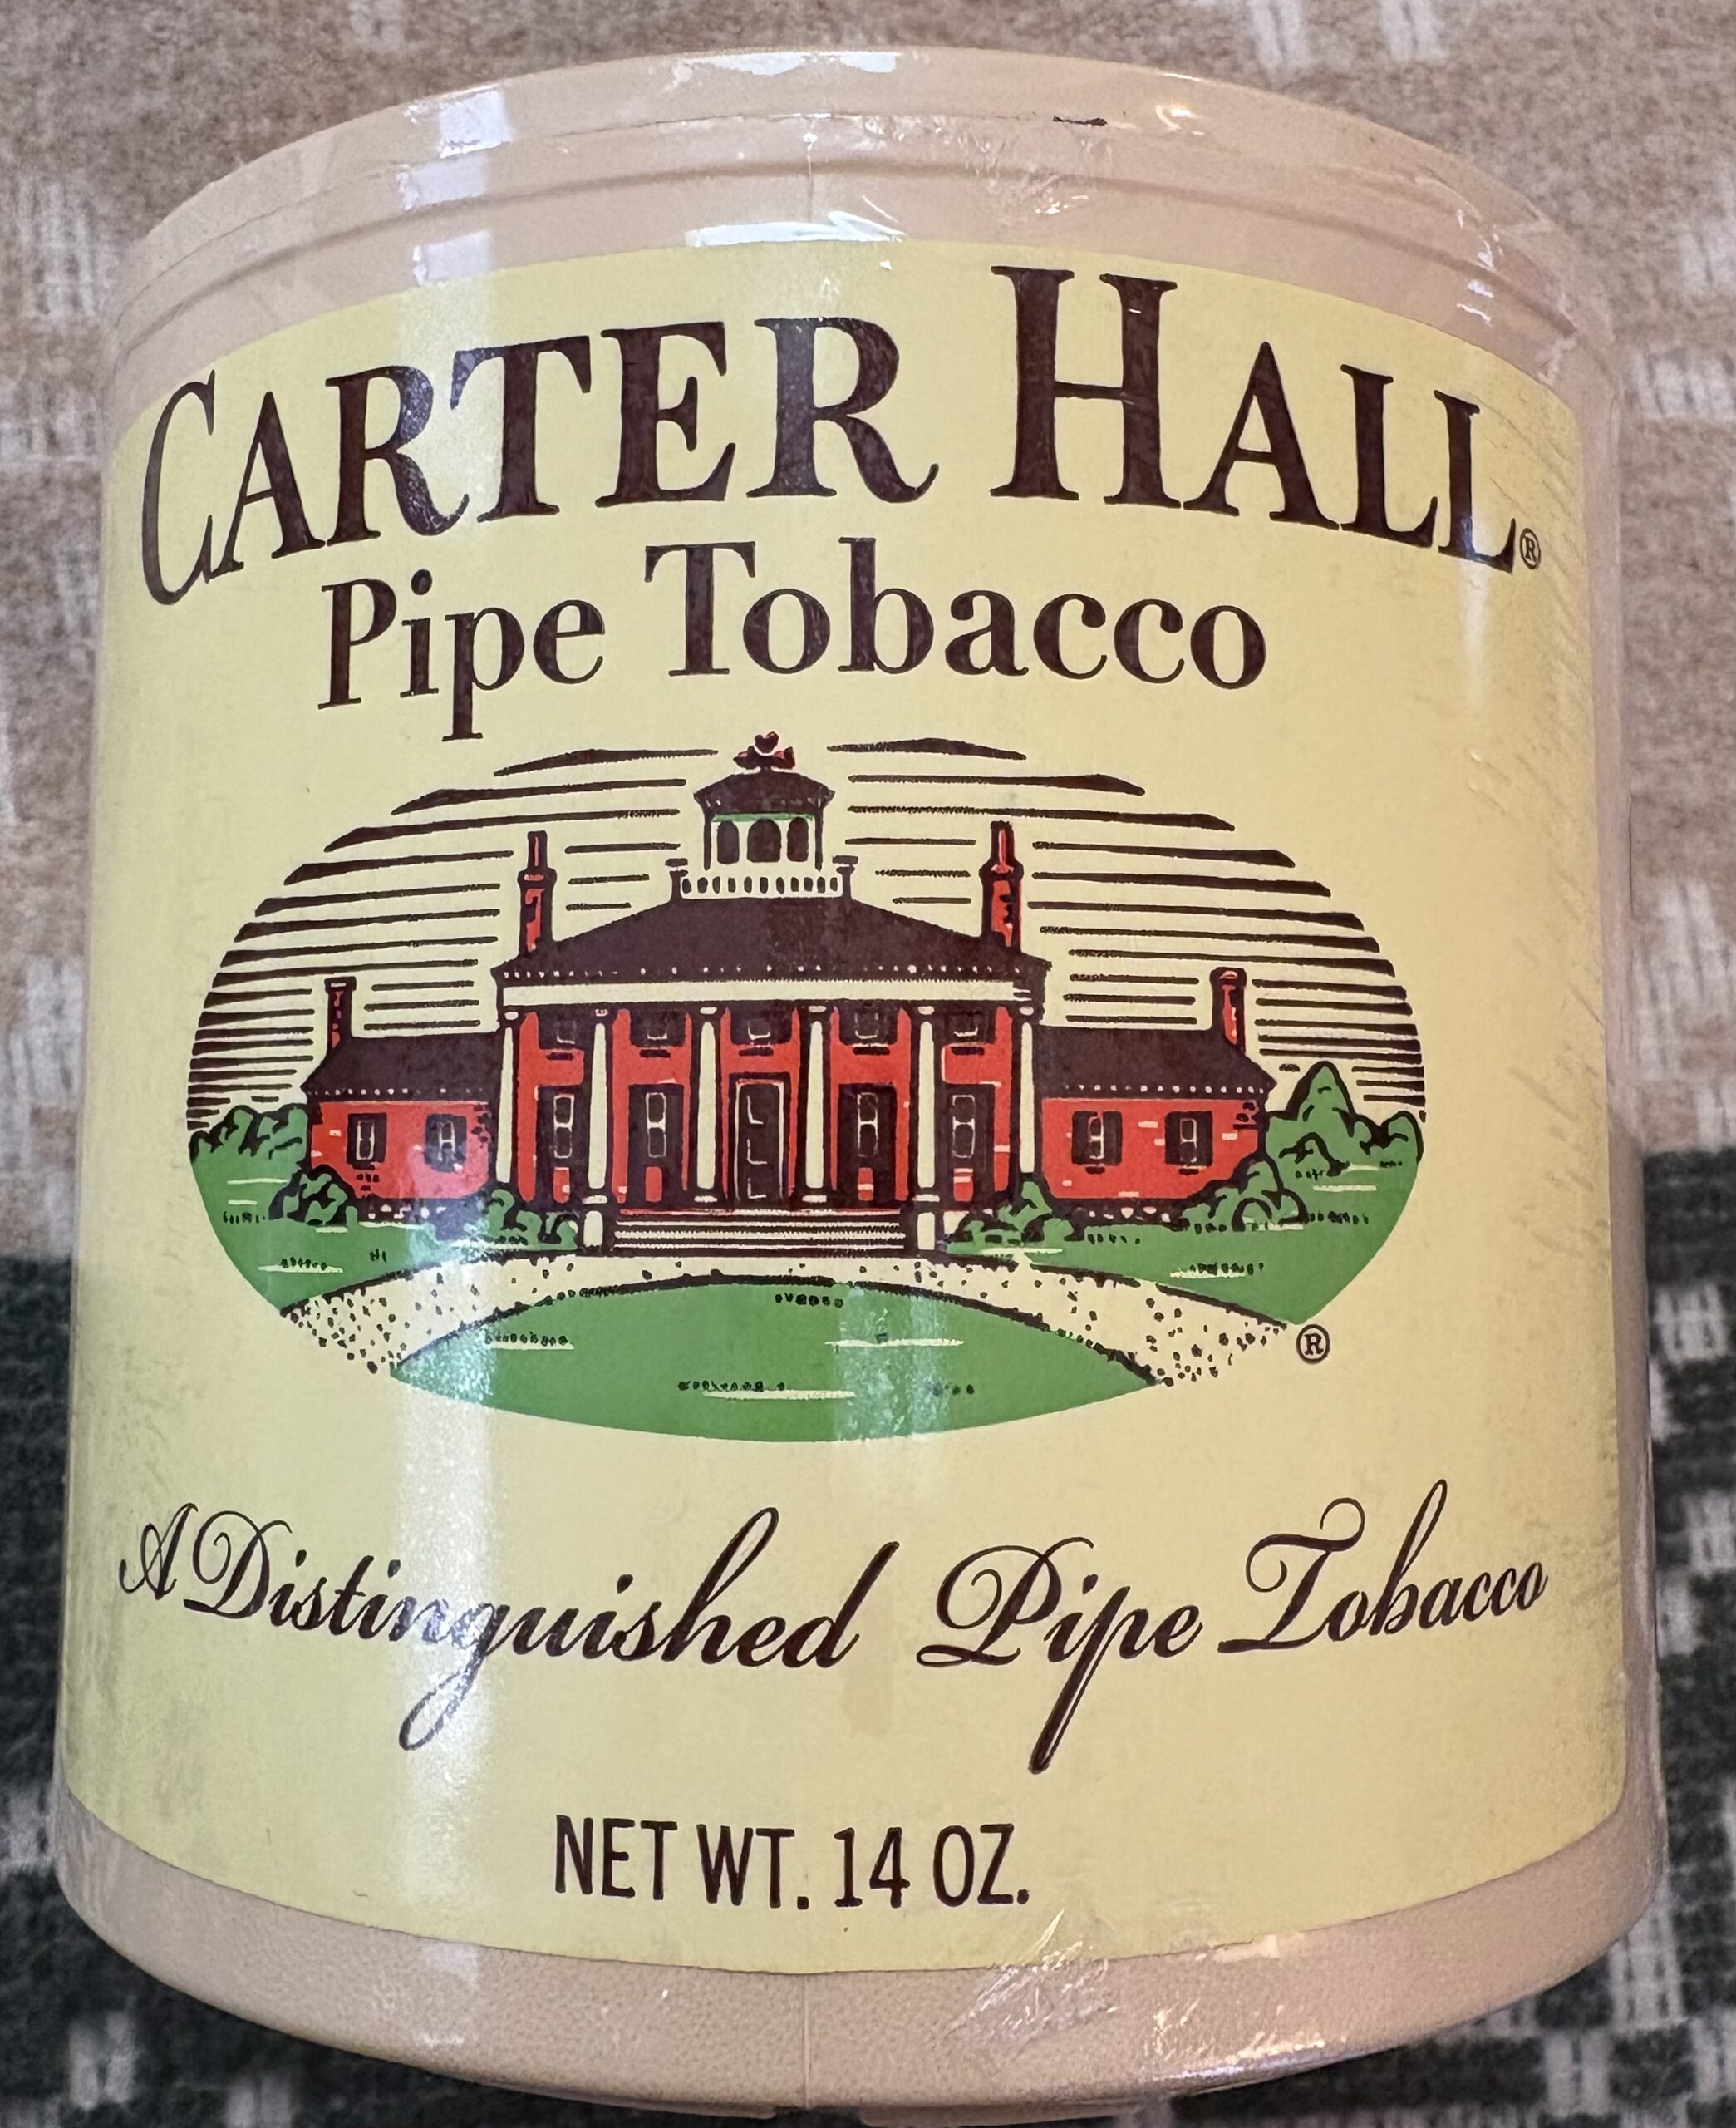 CARTER HALL®
Pipe Tobacco
®
A Distinguished Pipe Tobacco
NET WT. 14 OZ.